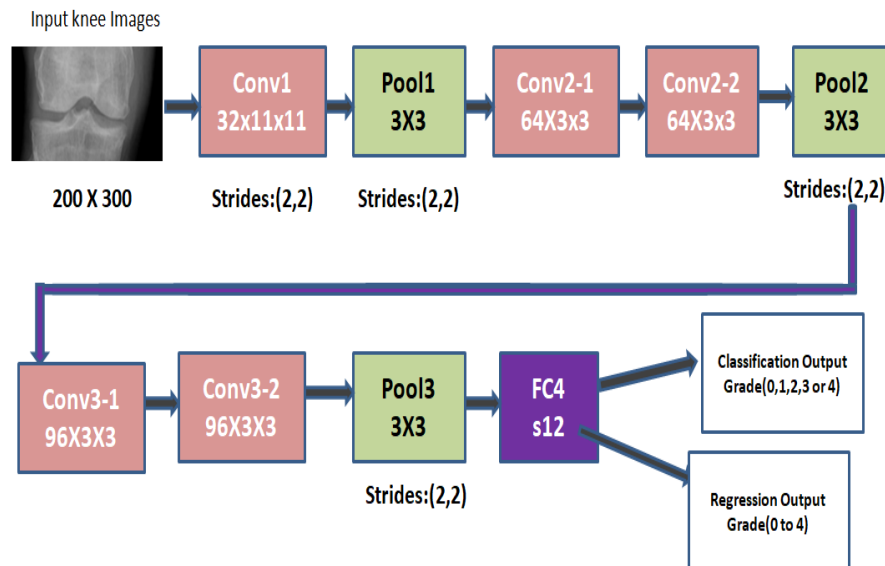 Input knee Images
Conv1
32x11x11
Pool1
3X3
Conv2-1
64X3x3
Conv2-2
64X3x3
Pool2
3X3
200 X 300
Strides:(2,2)
Strides:(2,2)
Strides:(2,2)
Conv3-1
96X3X3
Conv3-2
96X3X3
Pool3
3X3
FC4
s12
Classification Output
Grade(0,1,2,3 or 4)
Strides:(2,2)
Regression Output
Grade(0 to 4)